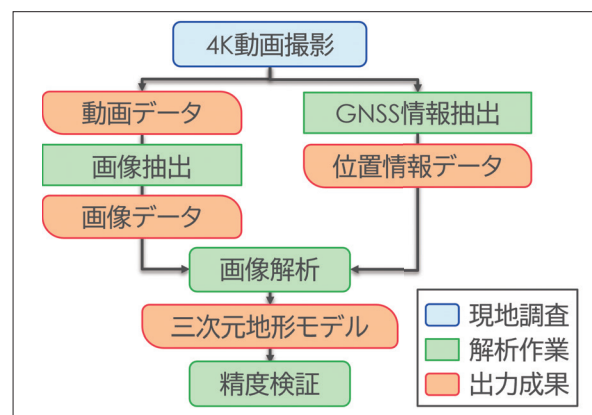 4K動画撮影
動画データ
GNSS情報抽出
画像抽出
位置情報データ
画像データ
画像解析
三次元地形モデル
精度検証
現地調査
解析作業
出力成果